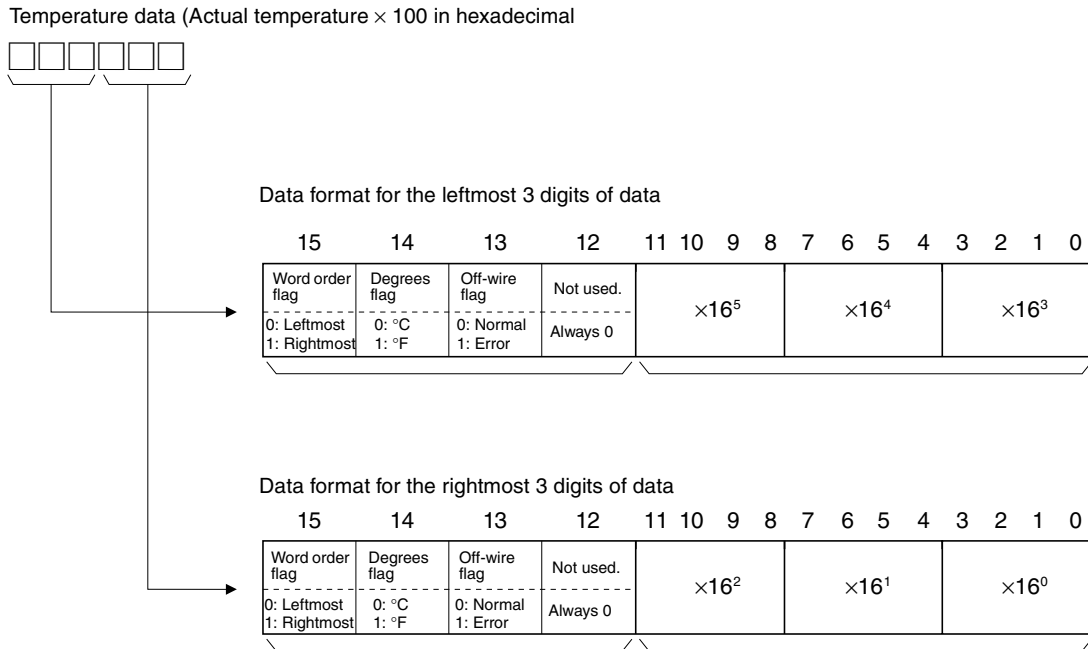 Temperature data (Actual temperature × 100 in hexadecimal
Data format for the leftmost 3 digits of data
15 14 13 12 11 10 9 8 7 6 5 4 3 2 1 0
Word order flag
0: Leftmost
1: Rightmost
Degrees flag
0: °C
1: °F
Off-wire flag
0: Normal
1: Error
Not used.
Always 0
×16⁵ ×16⁴ ×16³
Data format for the rightmost 3 digits of data
15 14 13 12 11 10 9 8 7 6 5 4 3 2 1 0
Word order flag
0: Leftmost
1: Rightmost
Degrees flag
0: °C
1: °F
Off-wire flag
0: Normal
1: Error
Not used.
Always 0
×16² ×16¹ ×16⁰